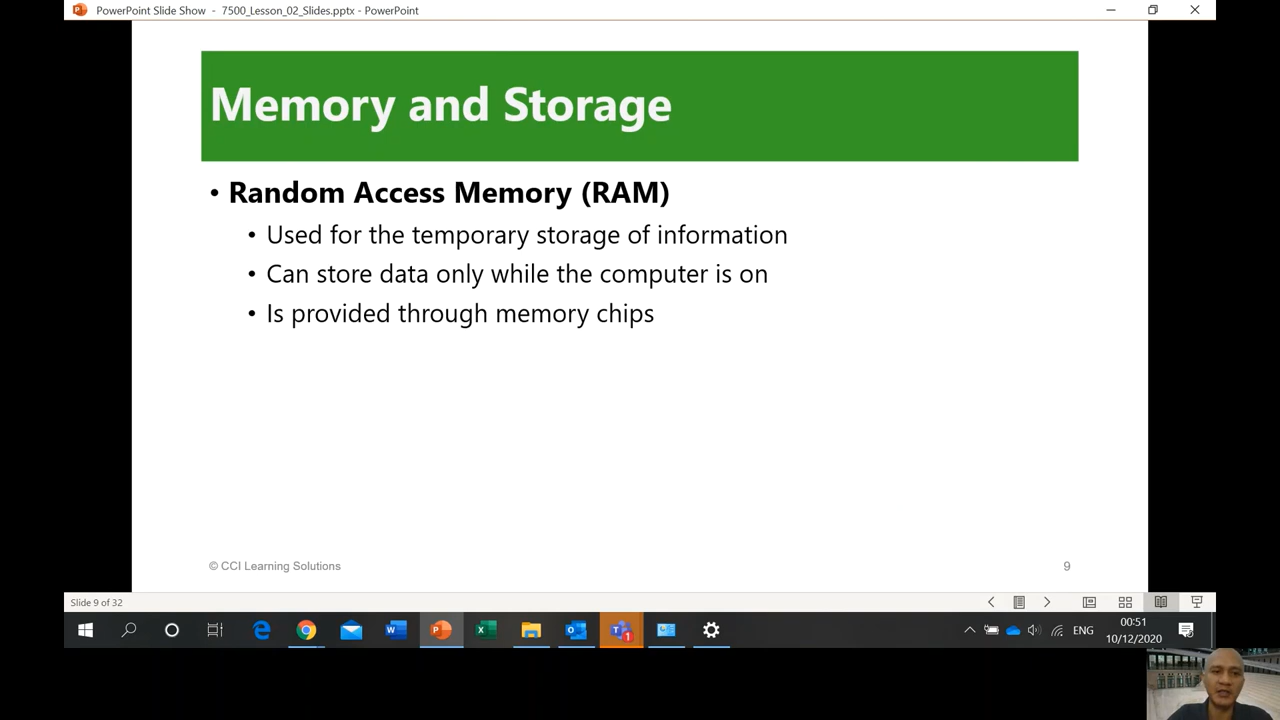 PowerPoint Slide Show - 7500_Lesson_02_Slides.pptx - PowerPoint
Memory and Storage
• Random Access Memory (RAM)
• Used for the temporary storage of information
• Can store data only while the computer is on
• Is provided through memory chips
© CCI Learning Solutions
9
Slide 9 of 32
ENG
00:51
10/12/2020